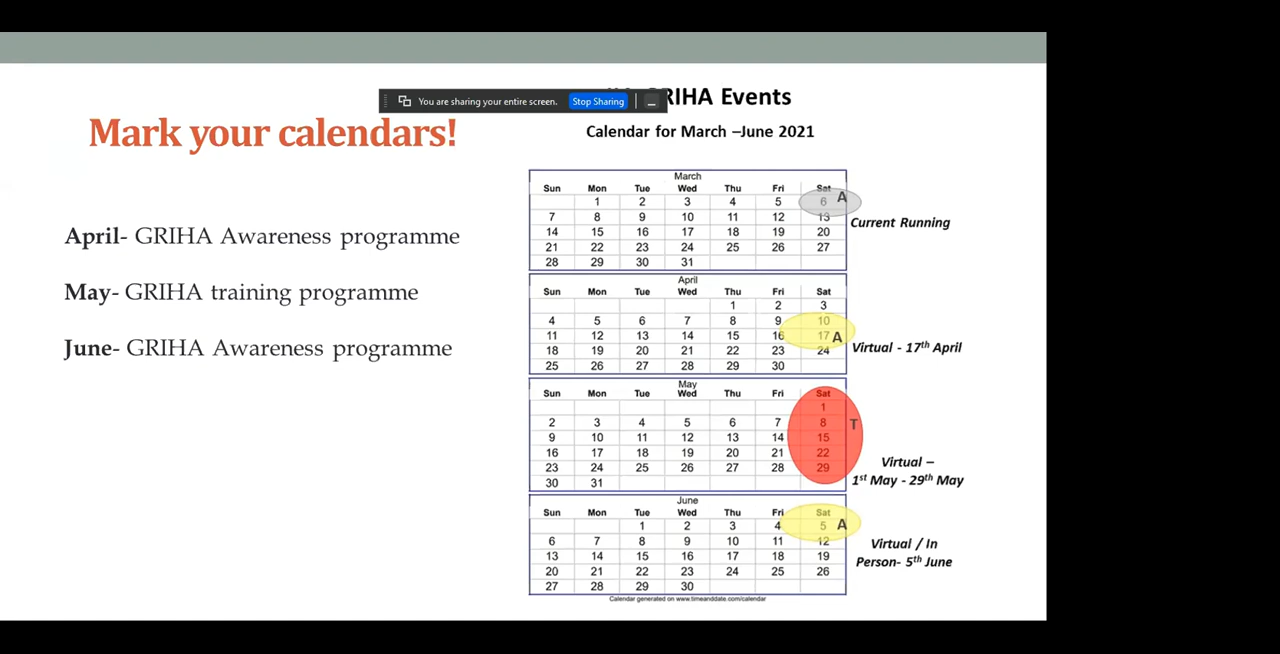 You are sharing your entire screen. Stop Sharing
GRIHA Events
Mark your calendars!
Calendar for March –June 2021
April- GRIHA Awareness programme
May- GRIHA training programme
June- GRIHA Awareness programme
March
Sun Mon Tue Wed Thu Fri Sat
1 2 3 4 5 6 A
7 8 9 10 11 12 13
14 15 16 17 18 19 20
21 22 23 24 25 26 27
28 29 30 31
Current Running
April
Sun Mon Tue Wed Thu Fri Sat
1 2 3
4 5 6 7 8 9 10
11 12 13 14 15 16 17 A
18 19 20 21 22 23 24
25 26 27 28 29 30
Virtual - 17th April
May
Sun Mon Tue Wed Thu Fri Sat
1
2 3 4 5 6 7 8 T
9 10 11 12 13 14 15
16 17 18 19 20 21 22
23 24 25 26 27 28 29
30 31
Virtual –
1st May - 29th May
June
Sun Mon Tue Wed Thu Fri Sat
1 2 3 4 5 A
6 7 8 9 10 11 12
13 14 15 16 17 18 19
20 21 22 23 24 25 26
27 28 29 30
Virtual / In
Person- 5th June
Calendar generated on www.timeanddate.com/calendar